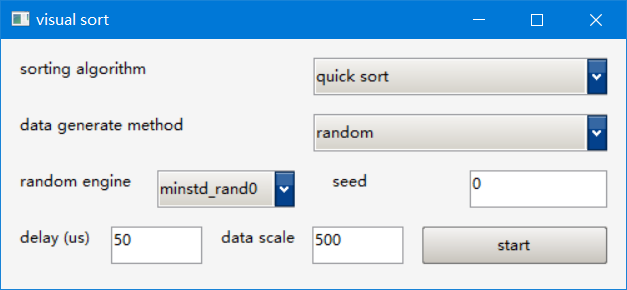 visual sort
sorting algorithm quick sort
data generate method random
random engine minstd_rand0 seed 0
delay (us) 50 data scale 500 start